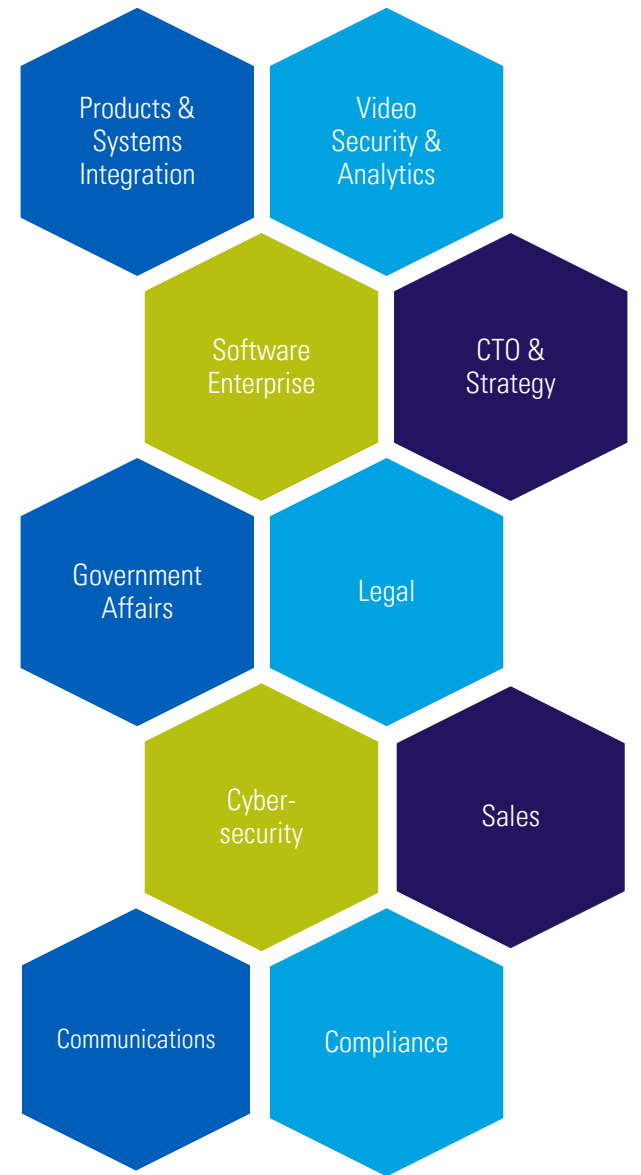 Products &
Systems
Integration
Video
Security &
Analytics
Software
Enterprise
CTO &
Strategy
Government
Affairs
Legal
Cyber-
security
Sales
Communications
Compliance